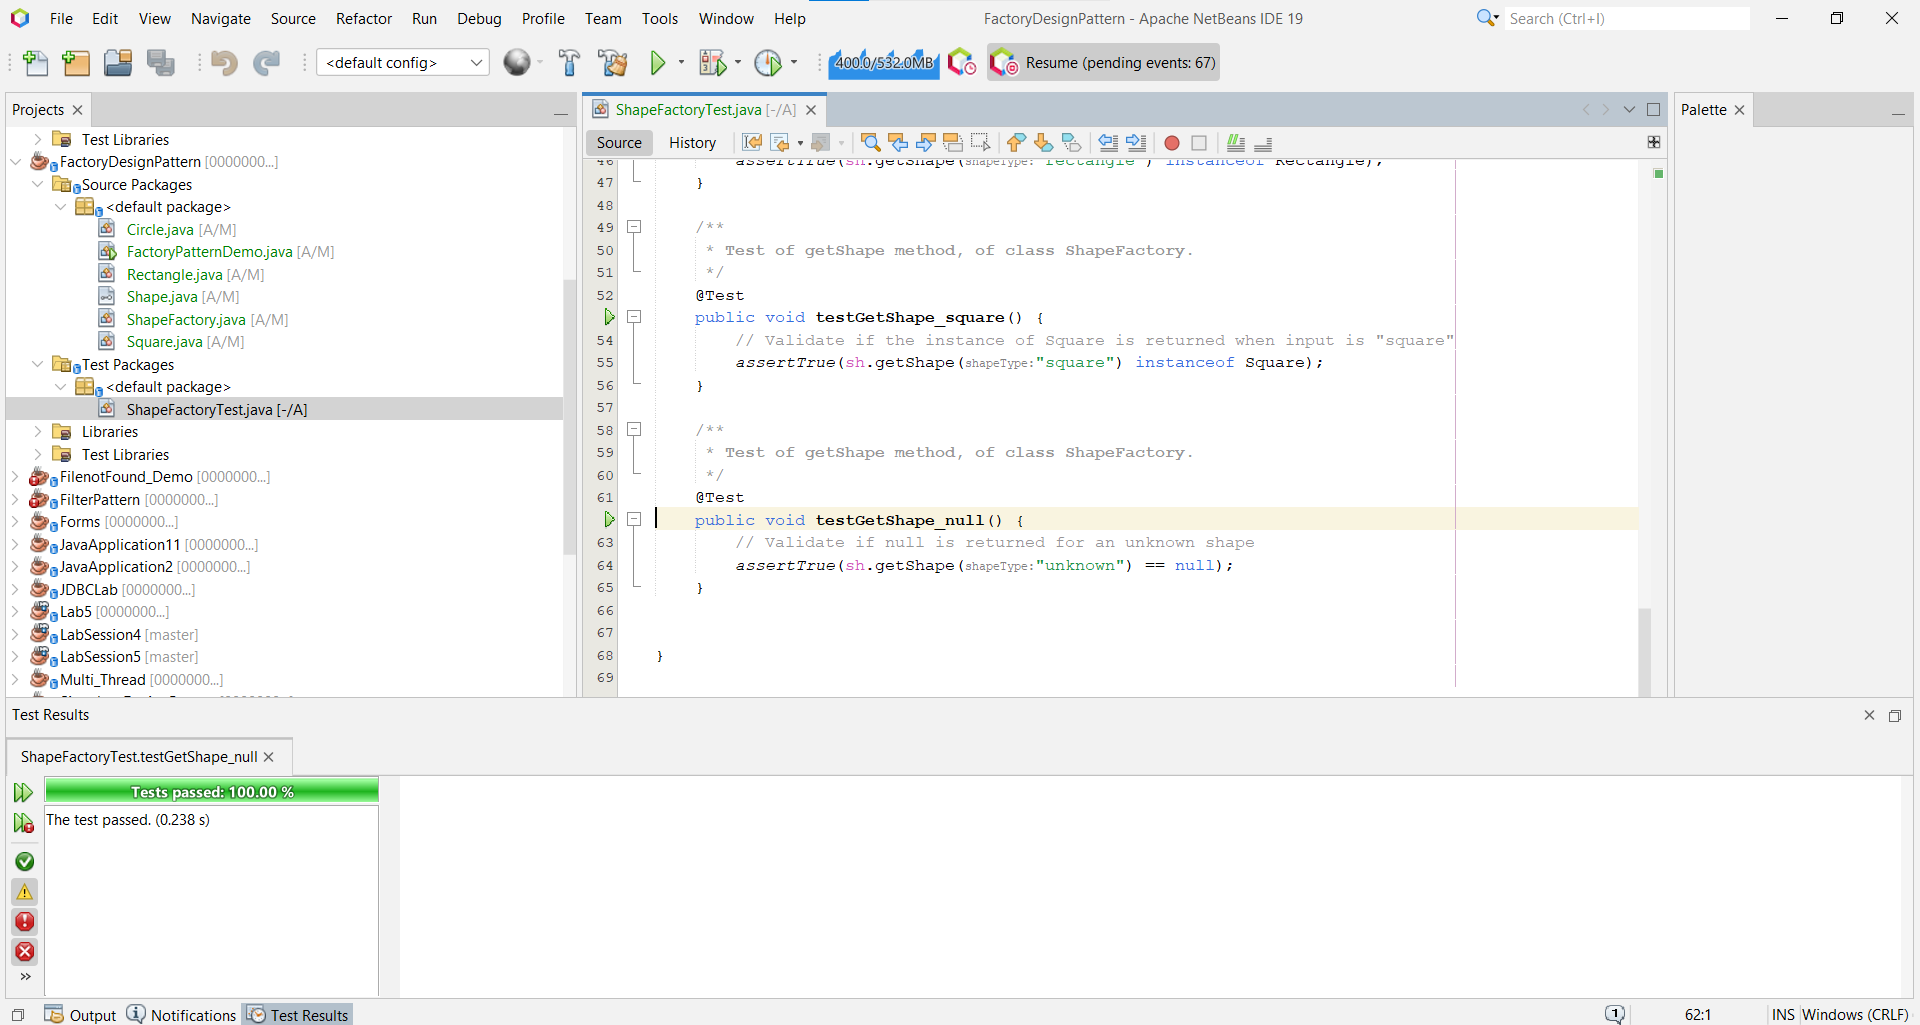 File Edit View Navigate Source Refactor Run Debug Profile Team Tools Window Help FactoryDesignPattern - Apache NetBeans IDE 19 Search (Ctrl+I)
<default config> 400.0/532.0MB Resume (pending events: 67)
Projects
Test Libraries
FactoryDesignPattern [0000000...]
Source Packages
<default package>
Circle.java [A/M]
FactoryPatternDemo.java [A/M]
Rectangle.java [A/M]
Shape.java [A/M]
ShapeFactory.java [A/M]
Square.java [A/M]
Test Packages
<default package>
ShapeFactoryTest.java [-/A]
Libraries
Test Libraries
FilenotFound_Demo [0000000...]
FilterPattern [0000000...]
Forms [0000000...]
JavaApplication11 [0000000...]
JavaApplication2 [0000000...]
JDBCLab [0000000...]
Lab5 [0000000...]
LabSession4 [master]
LabSession5 [master]
Multi_Thread [0000000...]
ShapeFactoryTest.java [-/A]
Source History
46 assertTrue(sh.getShape(shapeType:"rectangle") instanceof Rectangle);
47 }
48
49 /**
50 * Test of getShape method, of class ShapeFactory.
51 */
52 @Test
public void testGetShape_square() {
54 // Validate if the instance of Square is returned when input is "square"
55 assertTrue(sh.getShape(shapeType:"square") instanceof Square);
56 }
57
58 /**
59 * Test of getShape method, of class ShapeFactory.
60 */
61 @Test
public void testGetShape_null() {
63 // Validate if null is returned for an unknown shape
64 assertTrue(sh.getShape(shapeType:"unknown") == null);
65 }
66
67
68 }
69
Palette
Test Results
ShapeFactoryTest.testGetShape_null
Tests passed: 100.00 %
The test passed. (0.238 s)
Output Notifications Test Results 1 62:1 INS Windows (CRLF)